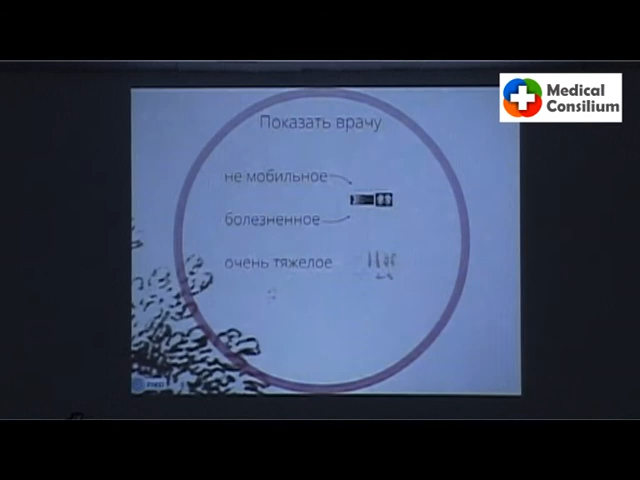 Medical
Consilium
Показать врачу
не мобильное
болезненное
очень тяжелое